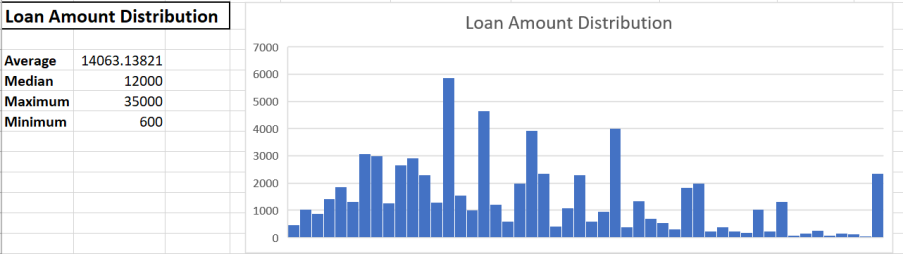 Loan Amount Distribution
Average 14063.13821
Median 12000
Maximum 35000
Minimum 600
Loan Amount Distribution
7000
6000
5000
4000
3000
2000
1000
0